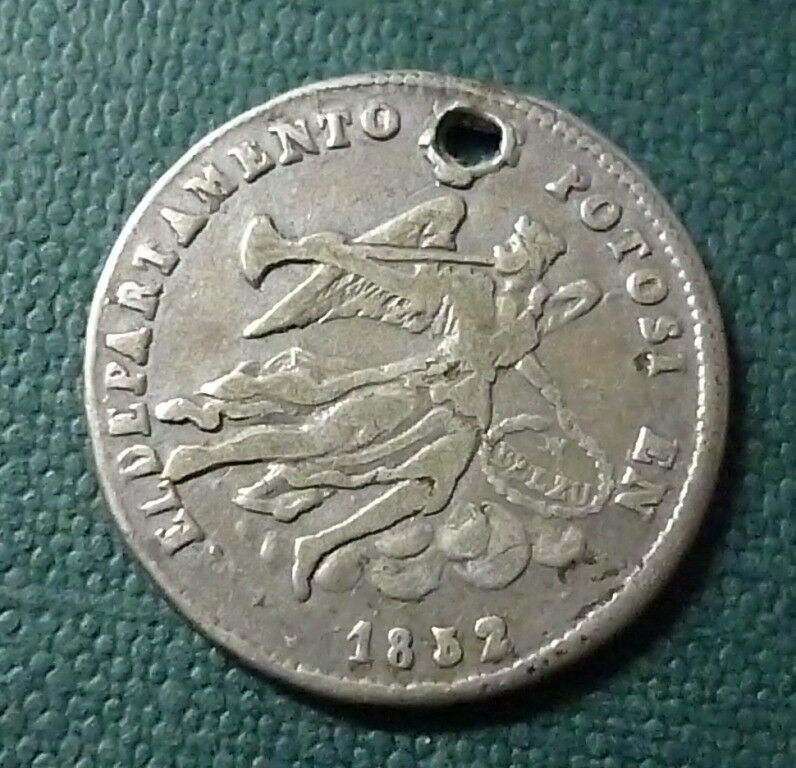 EL DEPARTAMENTO POTOSI EN
1852